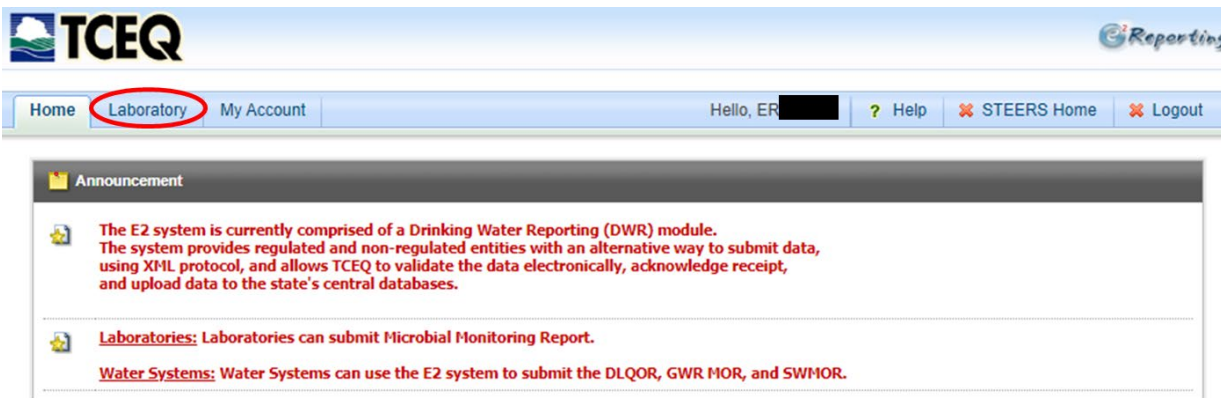 TCEQ
e2Reporting
Home Laboratory My Account Hello, ER ? Help STEERS Home Logout
Announcement
The E2 system is currently comprised of a Drinking Water Reporting (DWR) module.
The system provides regulated and non-regulated entities with an alternative way to submit data,
using XML protocol, and allows TCEQ to validate the data electronically, acknowledge receipt,
and upload data to the state's central databases.
Laboratories: Laboratories can submit Microbial Monitoring Report.
Water Systems: Water Systems can use the E2 system to submit the DLQOR, GWR MOR, and SWMOR.